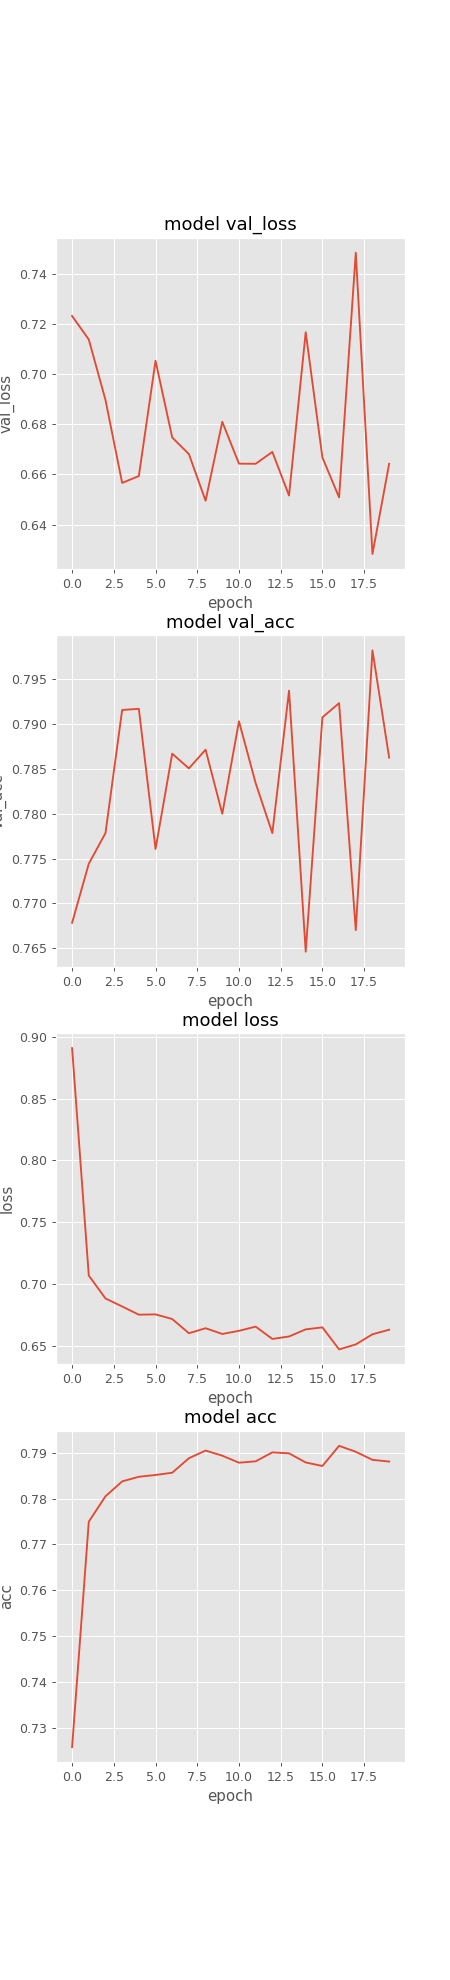 model val_loss
0.74
0.72
0.70
0.68
0.66
0.64
val_loss
0.0 2.5 5.0 7.5 10.0 12.5 15.0 17.5
epoch
model val_acc
0.795
0.790
0.785
0.780
0.775
0.770
0.765
0.0 2.5 5.0 7.5 10.0 12.5 15.0 17.5
epoch
model loss
0.90
0.85
0.80
0.75
0.70
0.65
loss
0.0 2.5 5.0 7.5 10.0 12.5 15.0 17.5
epoch
model acc
0.79
0.78
0.77
0.76
0.75
0.74
0.73
acc
0.0 2.5 5.0 7.5 10.0 12.5 15.0 17.5
epoch